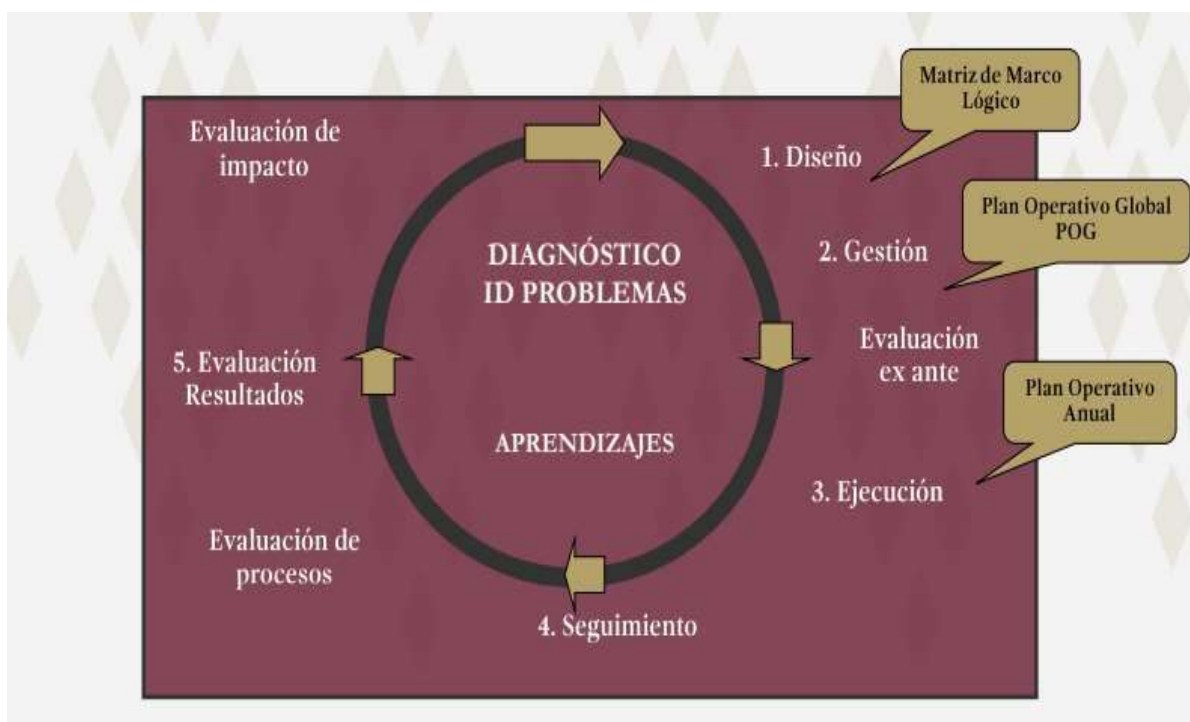 Matriz de Marco
Lógico
Evaluación de
impacto
1. Diseño
Plan Operativo Global
POG
2. Gestión
DIAGNÓSTICO
ID PROBLEMAS
Evaluación
ex ante
5. Evaluación
Resultados
Plan Operativo
Anual
APRENDIZAJES
3. Ejecución
Evaluación de
procesos
4. Seguimiento